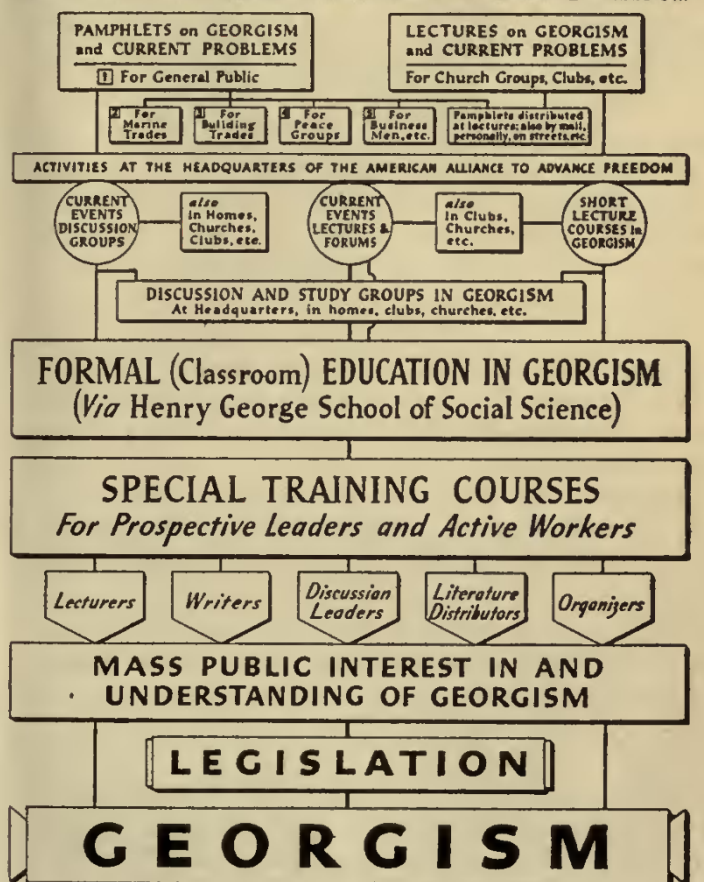 PAMPHLETS on GEORGISM
and CURRENT PROBLEMS
1 For General Public
LECTURES on GEORGISM
and CURRENT PROBLEMS
For Church Groups, Clubs, etc.
2 For
Marine
Trades
3 For
Building
Trades
4 For
Peace
Groups
5 For
Business
Men, etc.
Pamphlets distributed
at lectures; also by mail,
personally, on streets, etc.
ACTIVITIES AT THE HEADQUARTERS OF THE AMERICAN ALLIANCE TO ADVANCE FREEDOM
CURRENT
EVENTS
DISCUSSION
GROUPS
also
in Homes,
Churches,
Clubs, etc.
CURRENT
EVENTS
LECTURES &
FORUMS
also
in Clubs,
Churches,
etc.
SHORT
LECTURE
COURSES in
GEORGISM
DISCUSSION AND STUDY GROUPS IN GEORGISM
At Headquarters, in homes, clubs, churches, etc.
FORMAL (Classroom) EDUCATION IN GEORGISM
(Via Henry George School of Social Science)
SPECIAL TRAINING COURSES
For Prospective Leaders and Active Workers
Lecturers
Writers
Discussion
Leaders
Literature
Distributors
Organizers
MASS PUBLIC INTEREST IN AND
UNDERSTANDING OF GEORGISM
LEGISLATION
GEORGISM